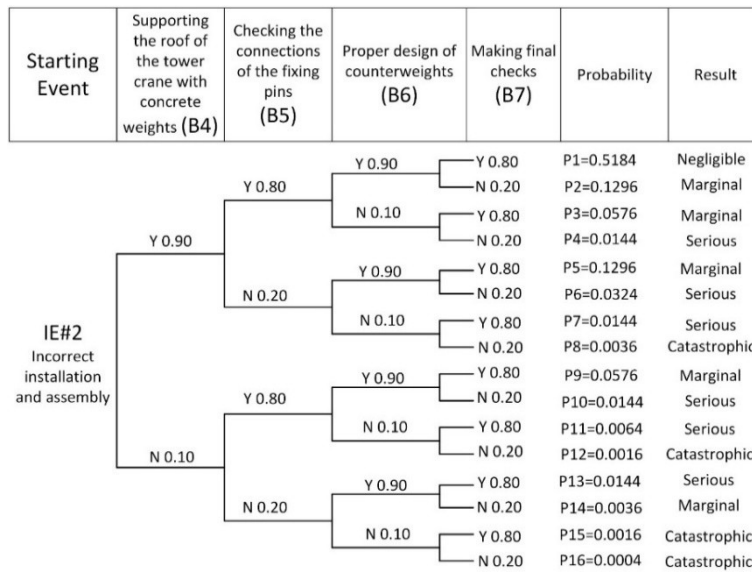 Starting
Event
Supporting
the roof of
the tower
crane with
concrete
weights (B4)
Checking the
connections
of the fixing
pins
(B5)
Proper design of
counterweights
(B6)
Making final
checks
(B7)
Probability
Result
IE#2
Incorrect
installation
and assembly
Y 0.90
N 0.10
Y 0.80
N 0.20
Y 0.80
N 0.20
Y 0.90
N 0.10
Y 0.90
N 0.10
Y 0.90
N 0.10
Y 0.90
N 0.10
Y 0.80 P1=0.5184 Negligible
N 0.20 P2=0.1296 Marginal
Y 0.80 P3=0.0576 Marginal
N 0.20 P4=0.0144 Serious
Y 0.80 P5=0.1296 Marginal
N 0.20 P6=0.0324 Serious
Y 0.80 P7=0.0144 Serious
N 0.20 P8=0.0036 Catastrophic
Y 0.80 P9=0.0576 Marginal
N 0.20 P10=0.0144 Serious
Y 0.80 P11=0.0064 Serious
N 0.20 P12=0.0016 Catastrophic
Y 0.80 P13=0.0144 Serious
N 0.20 P14=0.0036 Marginal
Y 0.80 P15=0.0016 Catastrophic
N 0.20 P16=0.0004 Catastrophic